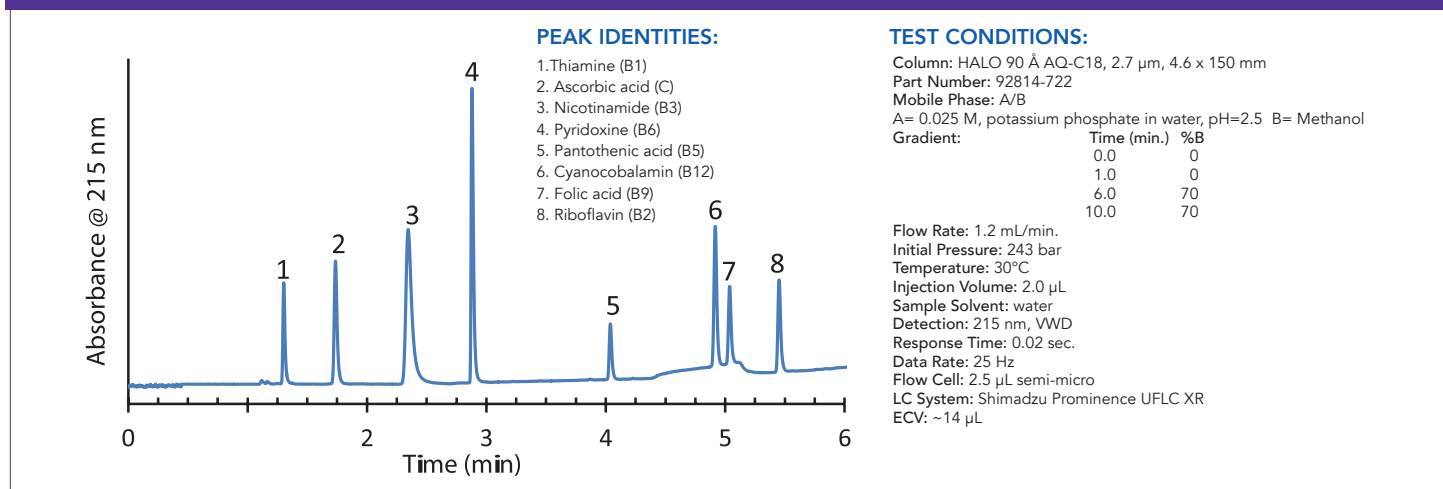 PEAK IDENTITIES:
1.Thiamine (B1)
2. Ascorbic acid (C)
3. Nicotinamide (B3)
4. Pyridoxine (B6)
5. Pantothenic acid (B5)
6. Cyanocobalamin (B12)
7. Folic acid (B9)
8. Riboflavin (B2)
TEST CONDITIONS:
Column: HALO 90 Å AQ-C18, 2.7 µm, 4.6 x 150 mm
Part Number: 92814-722
Mobile Phase: A/B
A= 0.025 M, potassium phosphate in water, pH=2.5 B= Methanol
Gradient: Time (min.) %B
0.0 0
1.0 0
6.0 70
10.0 70
Flow Rate: 1.2 mL/min.
Initial Pressure: 243 bar
Temperature: 30°C
Injection Volume: 2.0 µL
Sample Solvent: water
Detection: 215 nm, VWD
Response Time: 0.02 sec.
Data Rate: 25 Hz
Flow Cell: 2.5 µL semi-micro
LC System: Shimadzu Prominence UFLC XR
ECV: ~14 µL
Absorbance @ 215 nm
1
2
3
4
5
6
7
8
0 2 3 4 5 6
Time (min)